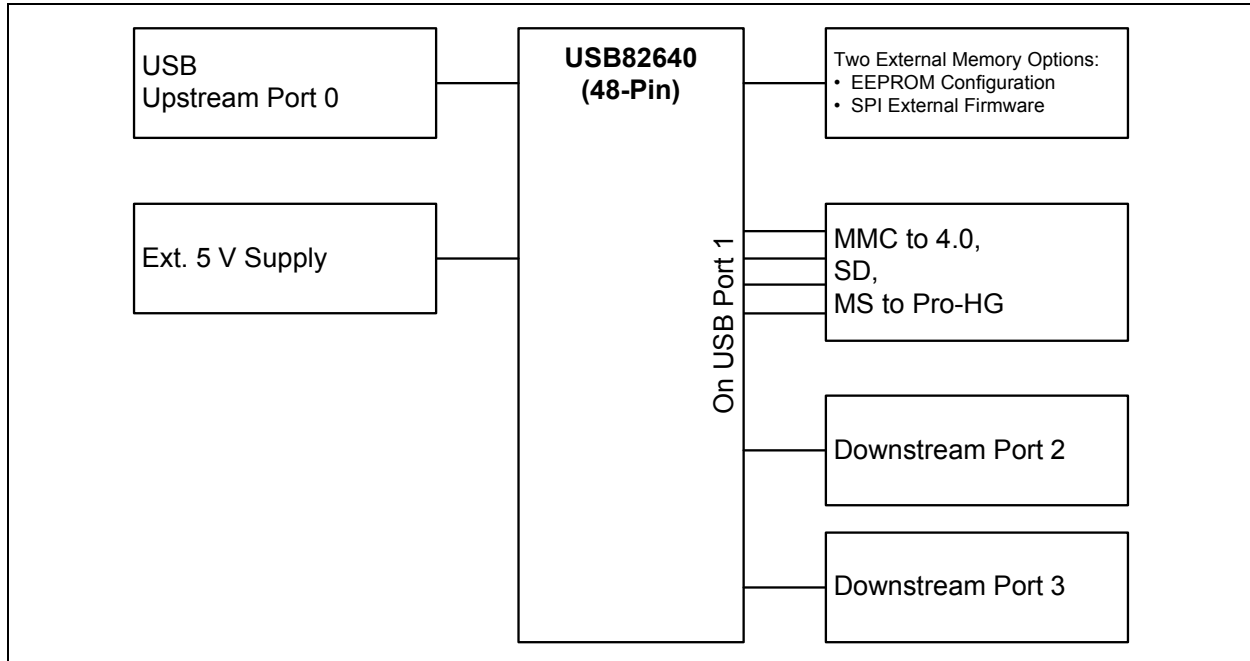 USB
Upstream Port 0
Ext. 5 V Supply
USB82640
(48-Pin)
On USB Port 1
Two External Memory Options:
• EEPROM Configuration
• SPI External Firmware
MMC to 4.0,
SD,
MS to Pro-HG
Downstream Port 2
Downstream Port 3